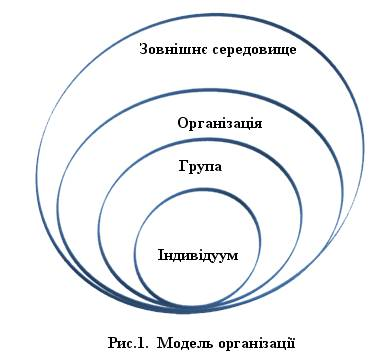 Зовнішнє середовище
Організація
Група
Індивідуум
Рис.1. Модель організації